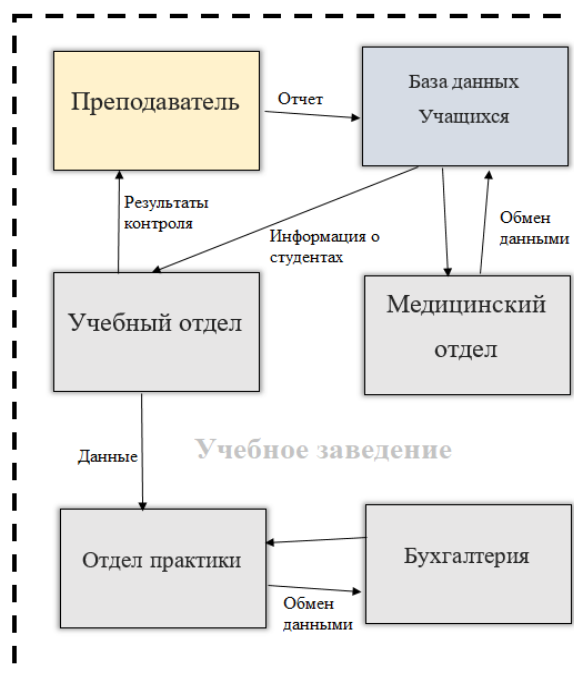 Преподаватель
Отчет
База данных
Учащихся
Результаты
контроля
Информация о
студентах
Обмен
данными
Учебный отдел
Медицинский
отдел
Данные
Учебное заведение
Отдел практики
Бухгалтерия
Обмен
данными